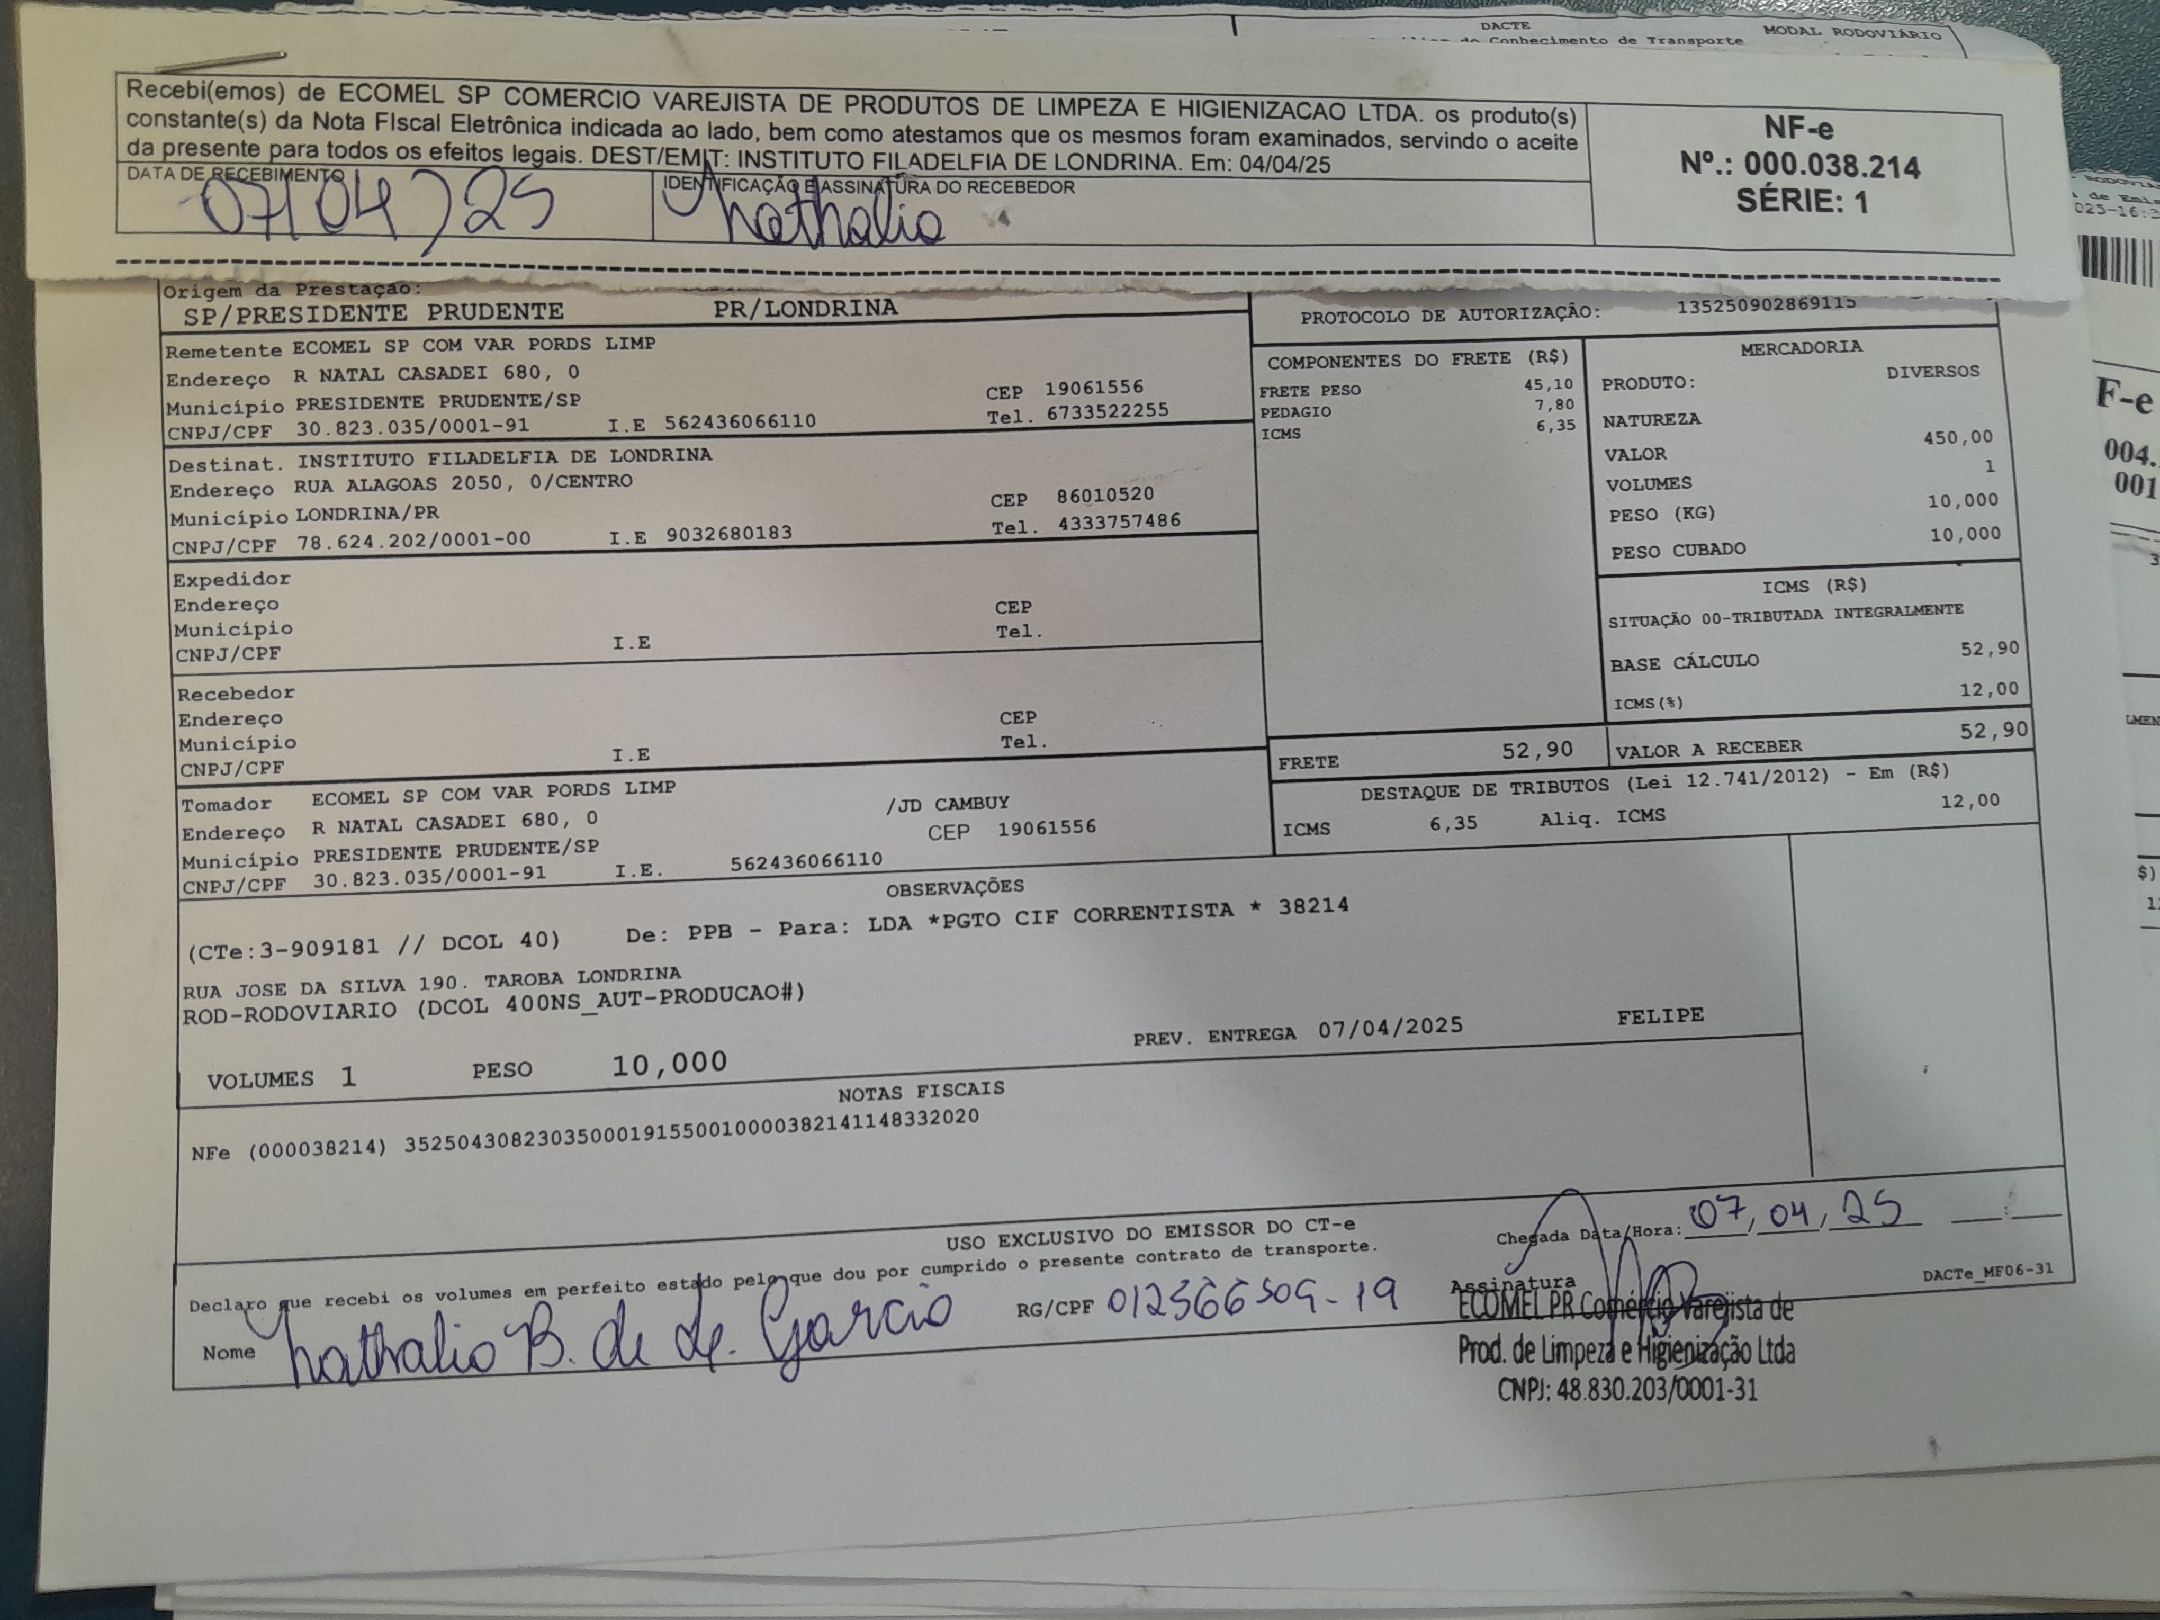 DACTE
Conhecimento de Transporte MODAL RODOVIÁRIO
Recebi(emos) de ECOMEL SP COMERCIO VAREJISTA DE PRODUTOS DE LIMPEZA E HIGIENIZACAO LTDA. os produto(s)
constante(s) da Nota FIscal Eletrônica indicada ao lado, bem como atestamos que os mesmos foram examinados, servindo o aceite
da presente para todos os efeitos legais. DEST/EMIT: INSTITUTO FILADELFIA DE LONDRINA. Em: 04/04/25
NF-e
Nº.: 000.038.214
SÉRIE: 1
DATA DE RECEBIMENTO
07/04/25
IDENTIFICAÇÃO E ASSINATURA DO RECEBEDOR
Nathalia
Origem da Prestação:
SP/PRESIDENTE PRUDENTE PR/LONDRINA
PROTOCOLO DE AUTORIZAÇÂO: 135250902869115
Remetente ECOMEL SP COM VAR PORDS LIMP
Endereço R NATAL CASADEI 680, 0
Município PRESIDENTE PRUDENTE/SP CEP 19061556
CNPJ/CPF 30.823.035/0001-91 I.E 562436066110 Tel. 6733522255
Destinat. INSTITUTO FILADELFIA DE LONDRINA
Endereço RUA ALAGOAS 2050, 0/CENTRO
Município LONDRINA/PR CEP 86010520
CNPJ/CPF 78.624.202/0001-00 I.E 9032680183 Tel. 4333757486
Expedidor
Endereço CEP
Município Tel.
CNPJ/CPF I.E
Recebedor
Endereço CEP
Município Tel.
CNPJ/CPF I.E
Tomador ECOMEL SP COM VAR PORDS LIMP
Endereço R NATAL CASADEI 680, 0 /JD CAMBUY
Município PRESIDENTE PRUDENTE/SP CEP 19061556
CNPJ/CPF 30.823.035/0001-91 I.E. 562436066110
COMPONENTES DO FRETE (R$)
FRETE PESO 45,10
PEDAGIO 7,80
ICMS 6,35
MERCADORIA
PRODUTO: DIVERSOS
NATUREZA
VALOR 450,00
VOLUMES 1
PESO (KG) 10,000
PESO CUBADO 10,000
ICMS (R$)
SITUAÇÃO 00-TRIBUTADA INTEGRALMENTE
BASE CÁLCULO 52,90
ICMS(%) 12,00
FRETE 52,90 VALOR A RECEBER 52,90
DESTAQUE DE TRIBUTOS (Lei 12.741/2012) - Em (R$)
ICMS 6,35 Aliq. ICMS 12,00
OBSERVAÇÕES
(CTe:3-909181 // DCOL 40) De: PPB - Para: LDA *PGTO CIF CORRENTISTA * 38214
RUA JOSE DA SILVA 190. TAROBA LONDRINA
ROD-RODOVIARIO (DCOL 400NS_AUT-PRODUCAO#)
VOLUMES 1 PESO 10,000 PREV. ENTREGA 07/04/2025 FELIPE
NOTAS FISCAIS
NFe (000038214) 35250430823035000191550010000382141148332020
USO EXCLUSIVO DO EMISSOR DO CT-e
Declaro que recebi os volumes em perfeito estado pelo que dou por cumprido o presente contrato de transporte.
Chegada Data/Hora: 07/04/25
Nome Nathalia B. de L. Garcia RG/CPF 012366509-19 Assinatura
DACTe_MF06-31
ECOMEL PR Comércio Varejista de
Prod. de Limpeza e Higienização Ltda
CNPJ: 48.830.203/0001-31
F-e
004.
001